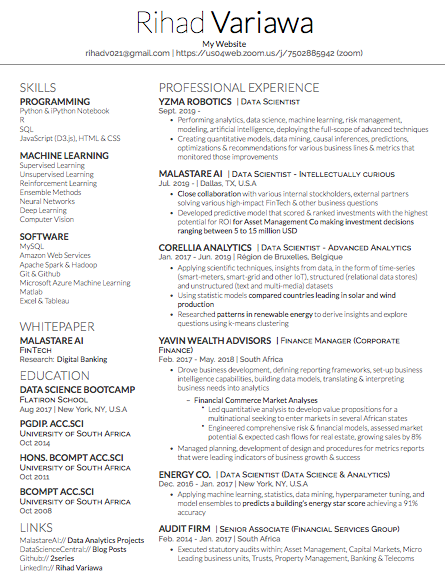 Rihad Variawa
My Website
rihadv021@gmail.com | https://us04web.zoom.us/j/7502885942 (zoom)
SKILLS
PROGRAMMING
Python & iPython Notebook
R
SQL
JavaScript (D3.js), HTML & CSS
MACHINE LEARNING
Supervised Learning
Unsupervised Learning
Reinforcement Learning
Ensemble Methods
Neural Networks
Deep Learning
Computer Vision
SOFTWARE
MySQL
Amazon Web Services
Apache Spark & Hadoop
Git & Github
Microsoft Azure Machine Learning
Matlab
Excel & Tableau
WHITEPAPER
MALASTARE AI
FinTech
Research: Digital Banking
EDUCATION
DATA SCIENCE BOOTCAMP
Flatiron School
Aug 2017 | New York, NY, U.S.A
PGDIP. ACC.SCI
University of South Africa
Oct 2014
HONS. BCOMPT ACC.SCI
University of South Africa
Oct 2011
BCOMPT ACC.SCI
University of South Africa
Oct 2008
LINKS
MalastareAI:// Data Analytics Projects
DataScienceCentral:// Blog Posts
Github:// 2series
LinkedIn:// Rihad Variawa
PROFESSIONAL EXPERIENCE
YZMA ROBOTICS | Data Scientist
Sept. 2019 -
• Performing analytics, data science, machine learning, risk management,
modeling, artificial intelligence, deploying the full-scope of advanced techniques
• Creating quantitative models, data mining, causal inferences, predictions,
optimizations & recommendations for various business lines & metrics that
monitored those throughout
MALASTARE AI | Data Scientist - Intellectually curious
Jul. 2019 - | Dallas, TX, U.S.A
• Close collaboration with various internal stockholders, external partners
solving various high-impact FinTech & other business questions
• Developed predictive model that scored & ranked investments with the highest
potential for ROI for Asset Management Co making investment decisions
ranging between 5 to 15 million USD
CORELLIA ANALYTICS | Data Scientist - Advanced Analytics
Jan. 2017 - Jun. 2019 | Région de Bruxelles, Belgique
• Applying scientific techniques, insights from data, in the form of time-series
(smart-meters, smart-grid and other IoT), structured (relational data stores)
and unstructured (text and multi-media) datasets
• Using statistic models compared countries leading in solar and wind
production
• Researched patterns in renewable energy to derive insights and explore
questions using k-means clustering
YAVIN WEALTH ADVISORS | Finance Manager (Corporate
Finance)
Feb. 2017 - May. 2018 | South Africa
• Drove business development, defining reporting frameworks, set-up business
intelligence capabilities, building data models, translating & interpreting
business needs into analytics
– Financial Commerce Market Analyses
* Led quantitative analysis to develop value propositions for a
multinational seeking to enter markets in several African states
* Engineered comprehensive risk & financial models, assessed market
potential & expected cash flows for real estate, growing sales by 8%
• Managed planning, development of design and procedures for metrics reports
that were leading indicators of business growth & success
ENERGY CO. | Data Scientist (Data Science & Analytics)
Dec. 2016 - Jan. 2017 | New York, NY, U.S.A
• Applying machine learning, statistics, data mining, hyperparameter tuning, and
model ensembles to predicts a building's energy star score achieving a 91%
accuracy
AUDIT FIRM | Senior Associate (Financial Services Group)
Feb. 2014 - Jan. 2017 | South Africa
• Executed statutory audits within; Asset Management, Capital Markets, Micro
Lending business units, Trusts, Hedge Funds, Banking & Telecommunications